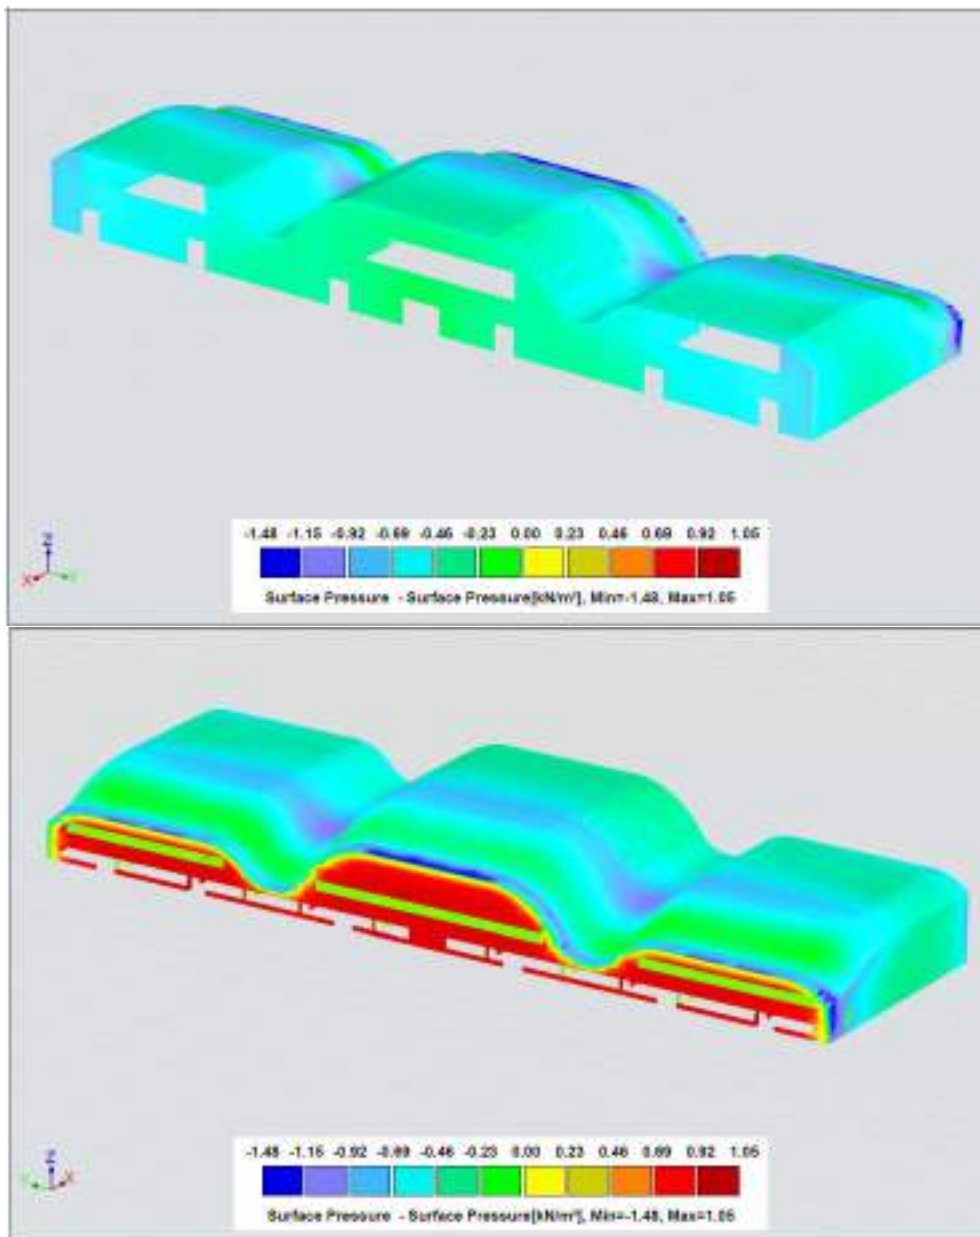 -1.48 -1.15 -0.92 -0.69 -0.46 -0.23 0.00 0.23 0.46 0.69 0.92 1.05
Surface Pressure - Surface Pressure[kN/m²], Min=-1.48, Max=1.05
X
-1.48 -1.15 -0.92 -0.69 -0.46 -0.23 0.00 0.23 0.46 0.69 0.92 1.05
Surface Pressure - Surface Pressure[kN/m²], Min=-1.48, Max=1.05
X